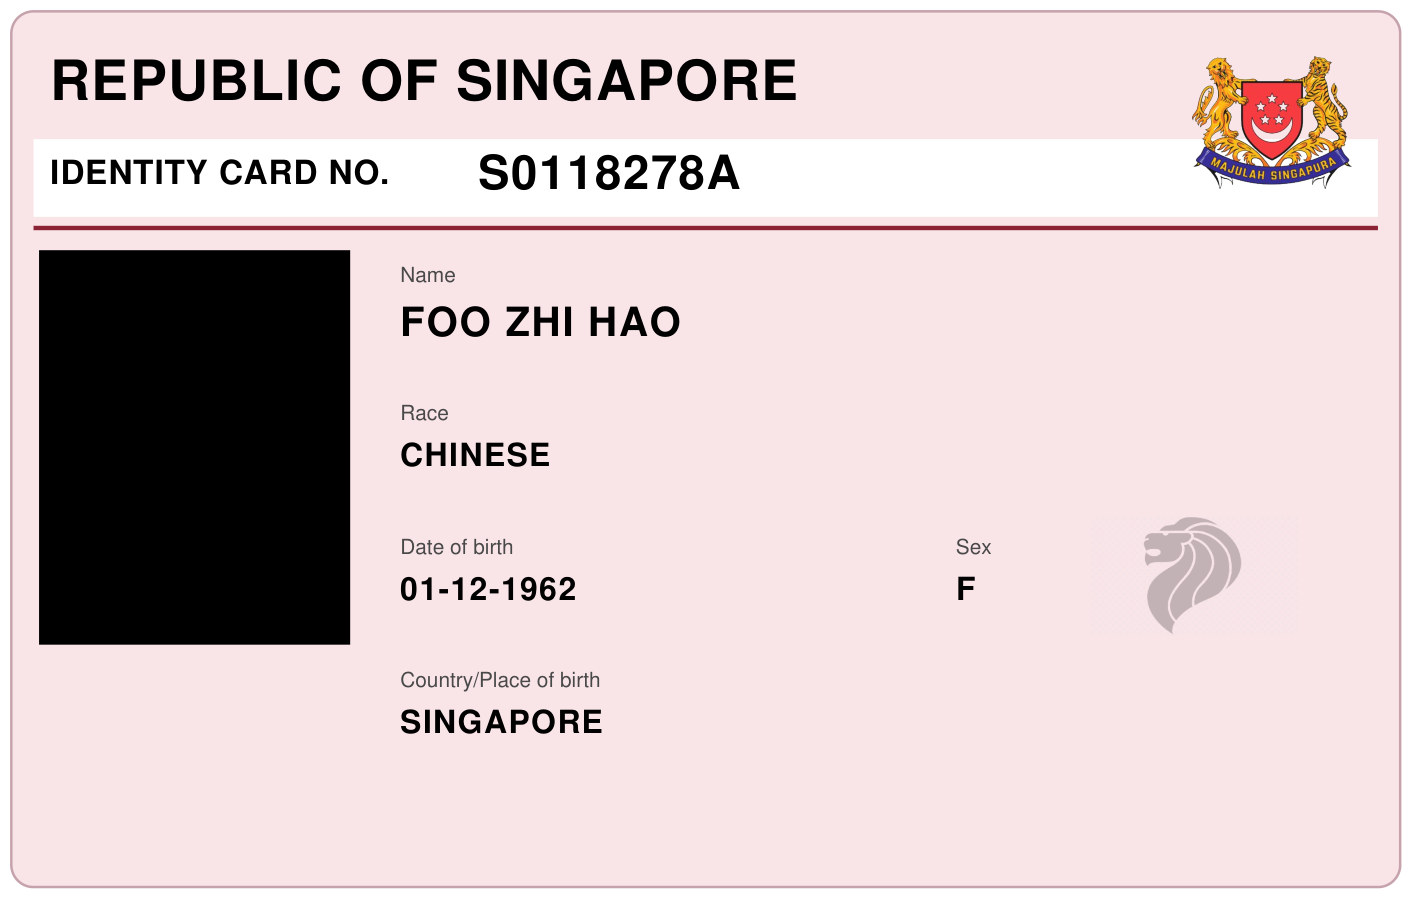 REPUBLIC OF SINGAPORE
IDENTITY CARD NO. S0118278A
MAJULAH SINGAPURA
Name
FOO ZHI HAO
Race
CHINESE
Date of birth Sex
01-12-1962 F
Country/Place of birth
SINGAPORE